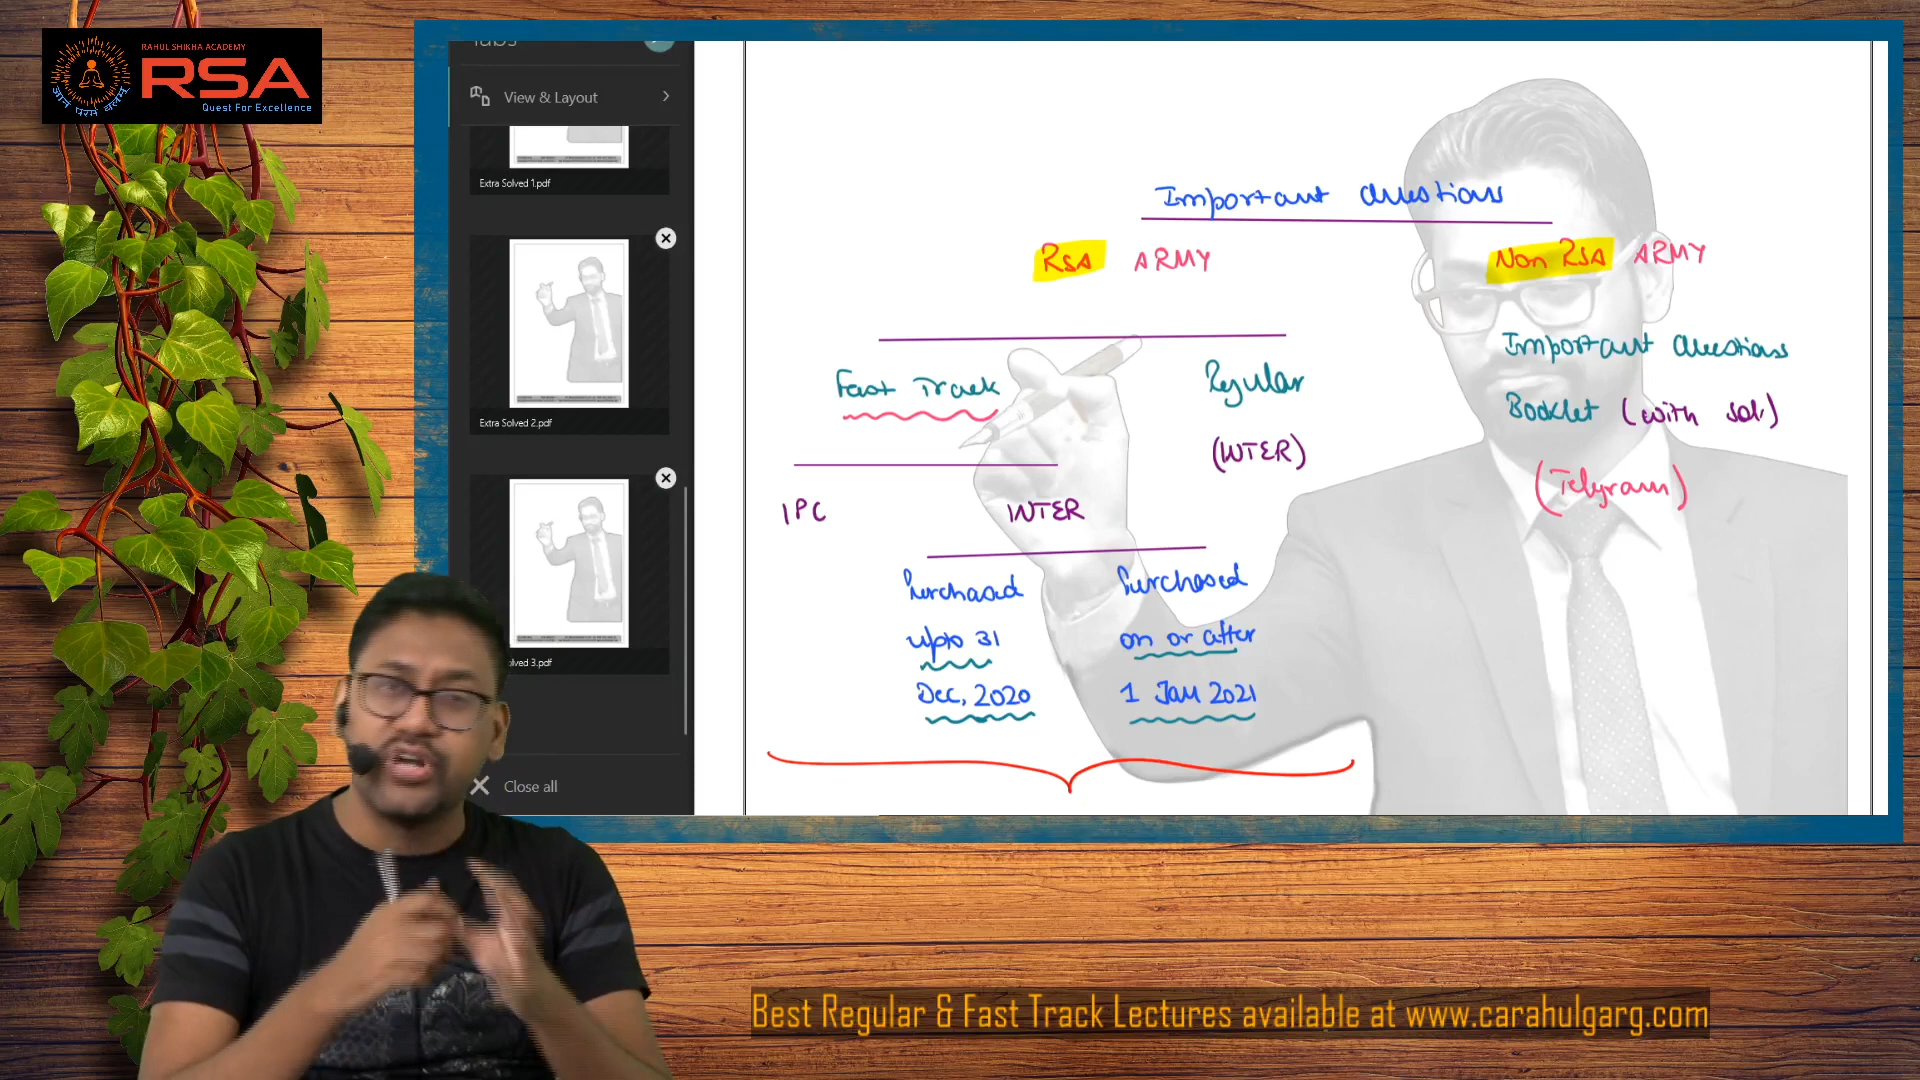 RAHUL SHIKHA ACADEMY
RSA
Quest For Excellence
Tabs
View & Layout
Extra Solved 1.pdf
Extra Solved 2.pdf
olved 3.pdf
Close all
Important Questions
RSA ARMY
Non RSA ARMY
Fast Track
Regular
(INTER)
Important Questions
Booklet (with sol.)
(Telegram)
IPC
INTER
Purchased
upto 31
Dec, 2020
Purchased
on or after
1 Jan 2021
Best Regular & Fast Track Lectures available at www.carahulgarg.com